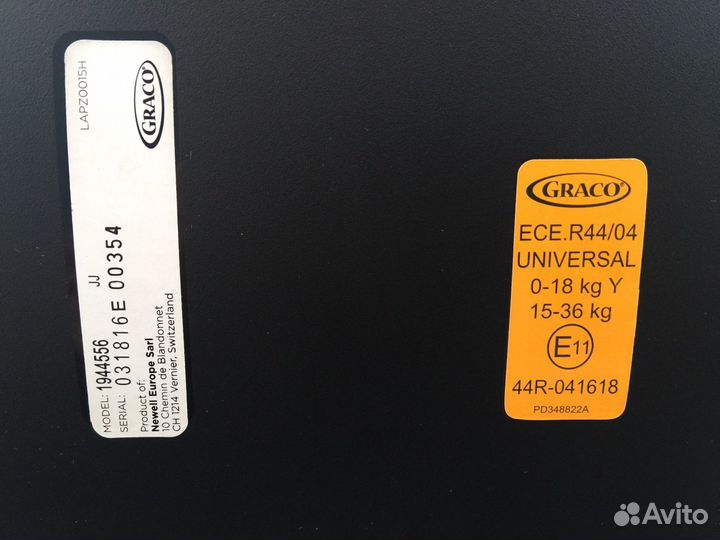 GRACO
LAPZ0015H
JJ
MODEL: 1944556
SERIAL: 031816E 00354
Product of:
Newell Europe Sarl
10 Chemin de Blandonnet
CH 1214 Vernier, Switzerland
GRACO
ECE.R44/04
UNIVERSAL
0-18 kg Y
15-36 kg
E11
44R-041618
PD348822A
Avito